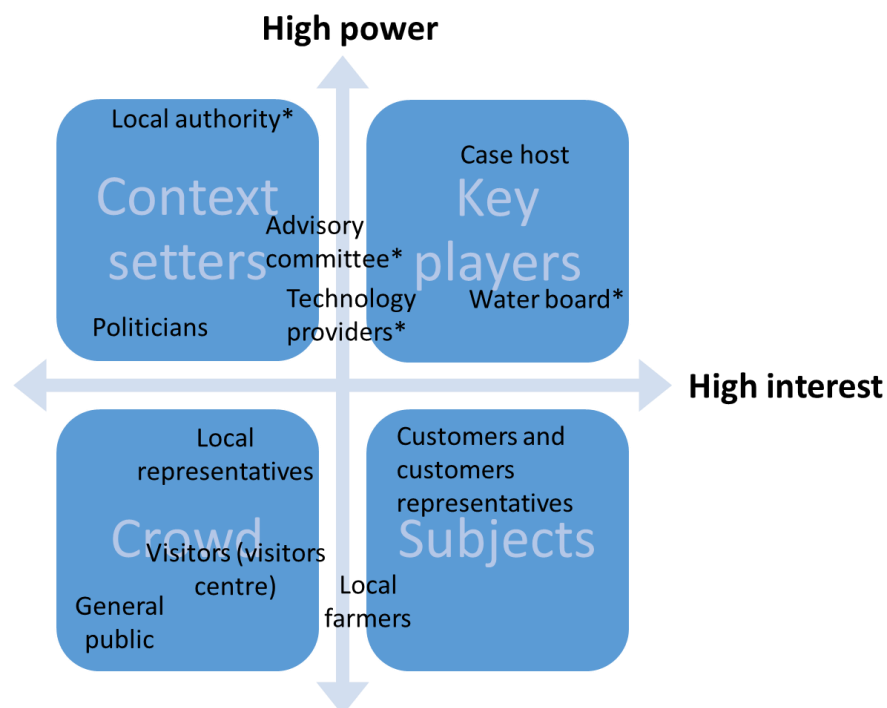 High power
Local authority*
Context
setters
Advisory
committee*
Technology
providers*
Politicians
Case host
Key
players
Water board*
High interest
Local
representatives
Crowd
Visitors (visitors
centre)
General
public
Customers and
customers
representatives
Subjects
Local
farmers